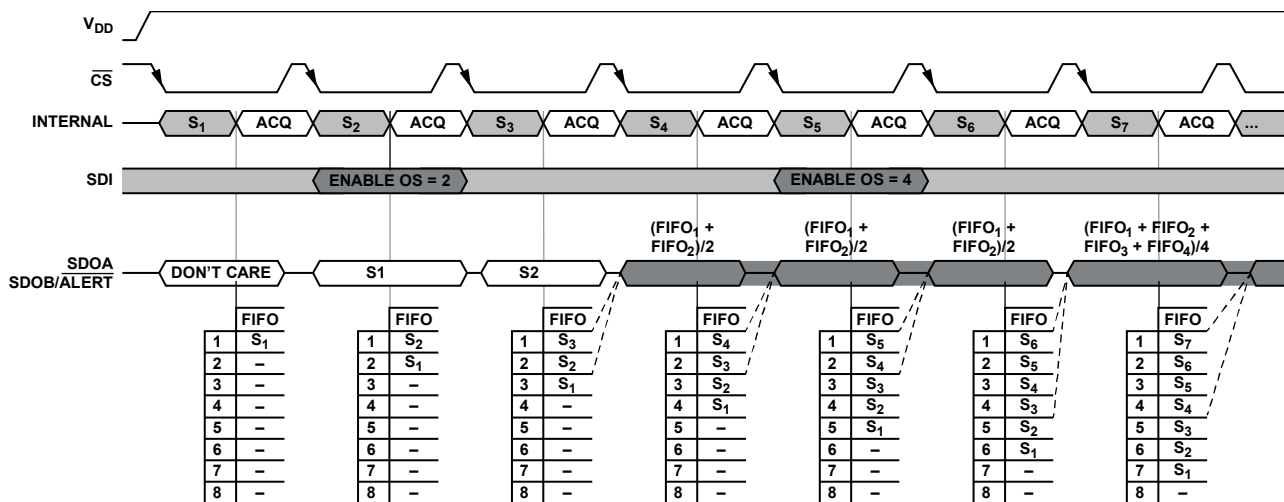 VDD
CS
INTERNAL S1 ACQ S2 ACQ S3 ACQ S4 ACQ S5 ACQ S6 ACQ S7 ACQ ...
SDI ENABLE OS = 2 ENABLE OS = 4
(FIFO1 + FIFO2)/2
(FIFO1 + FIFO2)/2
(FIFO1 + FIFO2)/2
(FIFO1 + FIFO2 + FIFO3 + FIFO4)/4
SDOA
SDOB/ALERT
DON'T CARE S1 S2
FIFO FIFO FIFO FIFO FIFO FIFO FIFO
1 S1 1 S2 1 S3 1 S4 1 S5 1 S6 1 S7
2 – 2 S1 2 S2 2 S3 2 S4 2 S5 2 S6
3 – 3 – 3 S1 3 S2 3 S3 3 S4 3 S5
4 – 4 – 4 – 4 S1 4 S2 4 S3 4 S4
5 – 5 – 5 – 5 – 5 S1 5 S2 5 S3
6 – 6 – 6 – 6 – 6 – 6 S1 6 S2
7 – 7 – 7 – 7 – 7 – 7 – 7 S1
8 – 8 – 8 – 8 – 8 – 8 – 8 –